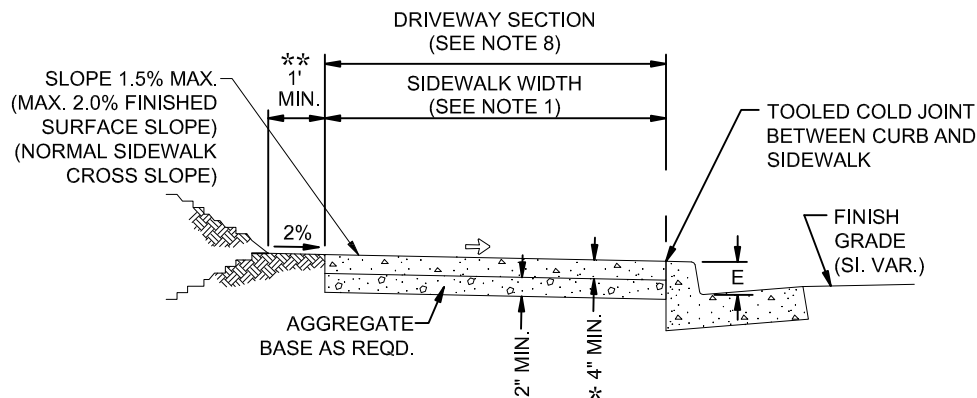 DRIVEWAY SECTION
(SEE NOTE 8)
**
1'
MIN.
SLOPE 1.5% MAX.
(MAX. 2.0% FINISHED
SURFACE SLOPE)
(NORMAL SIDEWALK
CROSS SLOPE)
SIDEWALK WIDTH
(SEE NOTE 1)
TOOLED COLD JOINT
BETWEEN CURB AND
SIDEWALK
FINISH
GRADE
(SI. VAR.)
2%
E
AGGREGATE
BASE AS REQD.
2" MIN.
* 4" MIN.